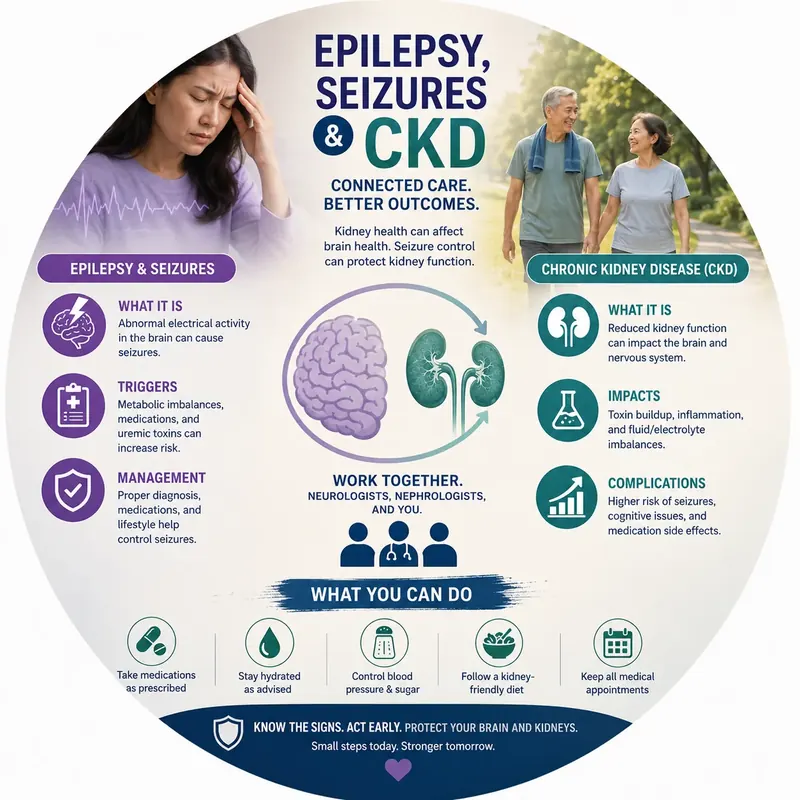 EPILEPSY,
SEIZURES
& CKD
CONNECTED CARE.
BETTER OUTCOMES.
Kidney health can affect
brain health. Seizure control
can protect kidney function.
EPILEPSY & SEIZURES
WHAT IT IS
Abnormal electrical activity
in the brain can cause
seizures.
TRIGGERS
Metabolic imbalances,
medications, and
uremic toxins can
increase risk.
MANAGEMENT
Proper diagnosis,
medications, and
lifestyle help
control seizures.
CHRONIC KIDNEY DISEASE (CKD)
WHAT IT IS
Reduced kidney function
can impact the brain and
nervous system.
IMPACTS
Toxin buildup, inflammation,
and fluid/electrolyte
imbalances.
COMPLICATIONS
Higher risk of seizures,
cognitive issues, and
medication side effects.
WORK TOGETHER.
NEUROLOGISTS, NEPHROLOGISTS,
AND YOU.
WHAT YOU CAN DO
Take medications
as prescribed
Stay hydrated
as advised
Control blood
pressure & sugar
Follow a kidney-
friendly diet
Keep all medical
appointments
KNOW THE SIGNS. ACT EARLY. PROTECT YOUR BRAIN AND KIDNEYS.
Small steps today. Stronger tomorrow.